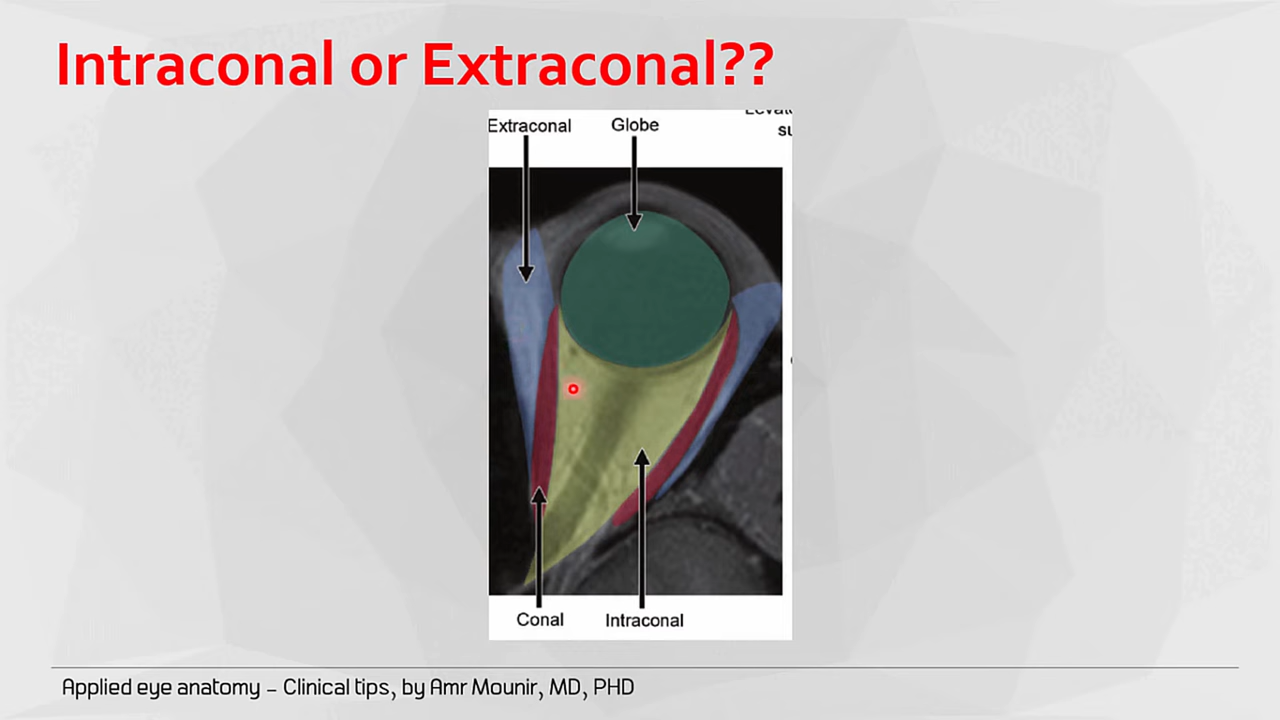 Intraconal or Extraconal??
Extraconal
Globe
Conal
Intraconal
Applied eye anatomy – Clinical tips, by Amr Mounir, MD, PHD